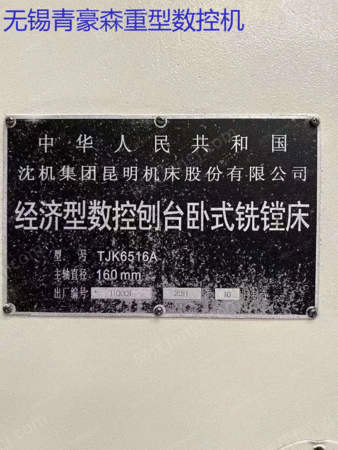 无锡青豪森重型数控机
中华人民共和国
沈机集团昆明机床股份有限公司
经济型数控刨台卧式铣镗床
型号 TJK6516A
主轴直径 160mm
出厂编号 2011 10